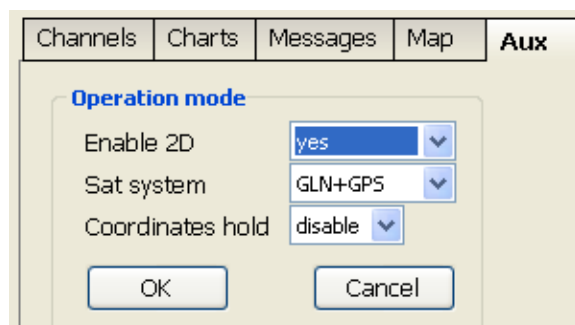 Channels Charts Messages Map Aux
Operation mode
Enable 2D yes
Sat system GLN+GPS
Coordinates hold disable
OK Cancel